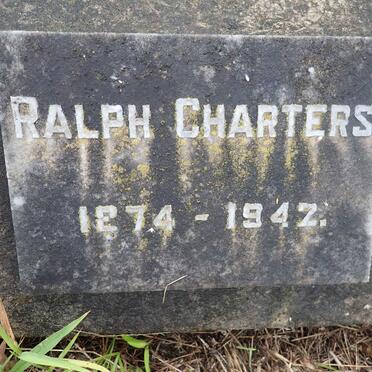 RALPH CHARTERS
1874 - 1942.